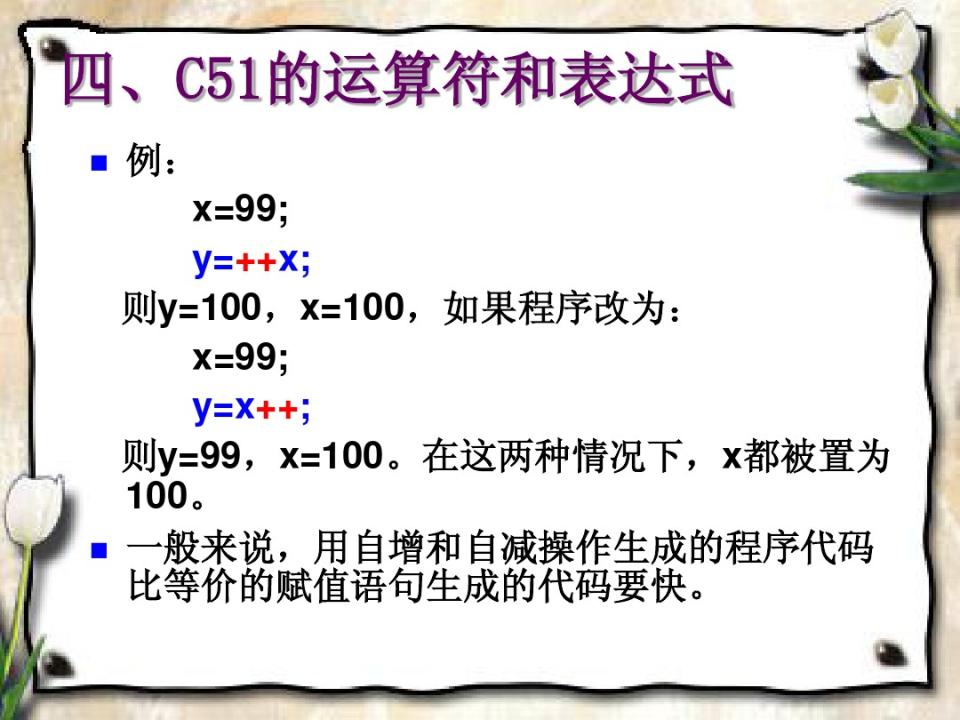 四、C51的运算符和表达式
例：
x=99;
y=++x;
则y=100，x=100，如果程序改为：
x=99;
y=x++;
则y=99，x=100。在这两种情况下，x都被置为
100。
一般来说，用自增和自减操作生成的程序代码
比等价的赋值语句生成的代码要快。